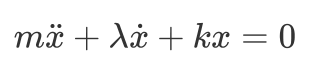 mẍ + λẋ + kx = 0